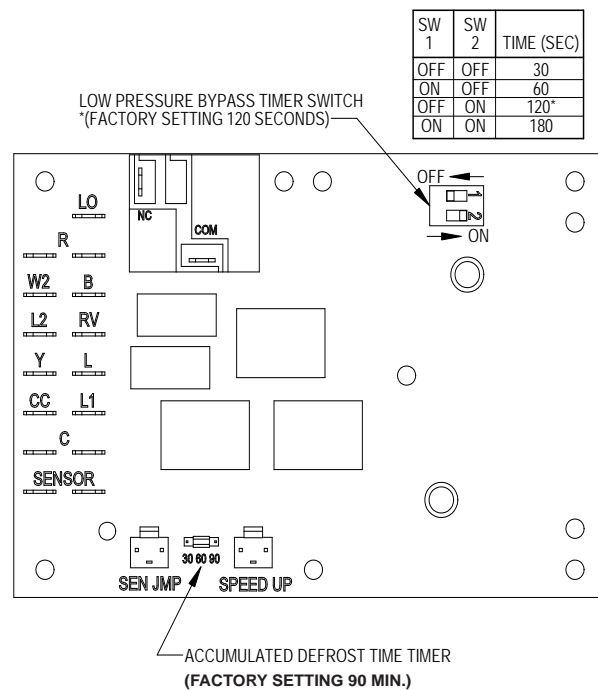 SW 1 SW 2 TIME (SEC)
OFF OFF 30
ON OFF 60
OFF ON 120*
ON ON 180
LOW PRESSURE BYPASS TIMER SWITCH
*(FACTORY SETTING 120 SECONDS)
OFF
1
2
ON
NC
COM
LO
R
W2 B
L2 RV
Y L
CC L1
C
SENSOR
30 60 90
SEN JMP SPEED UP
ACCUMULATED DEFROST TIME TIMER
(FACTORY SETTING 90 MIN.)